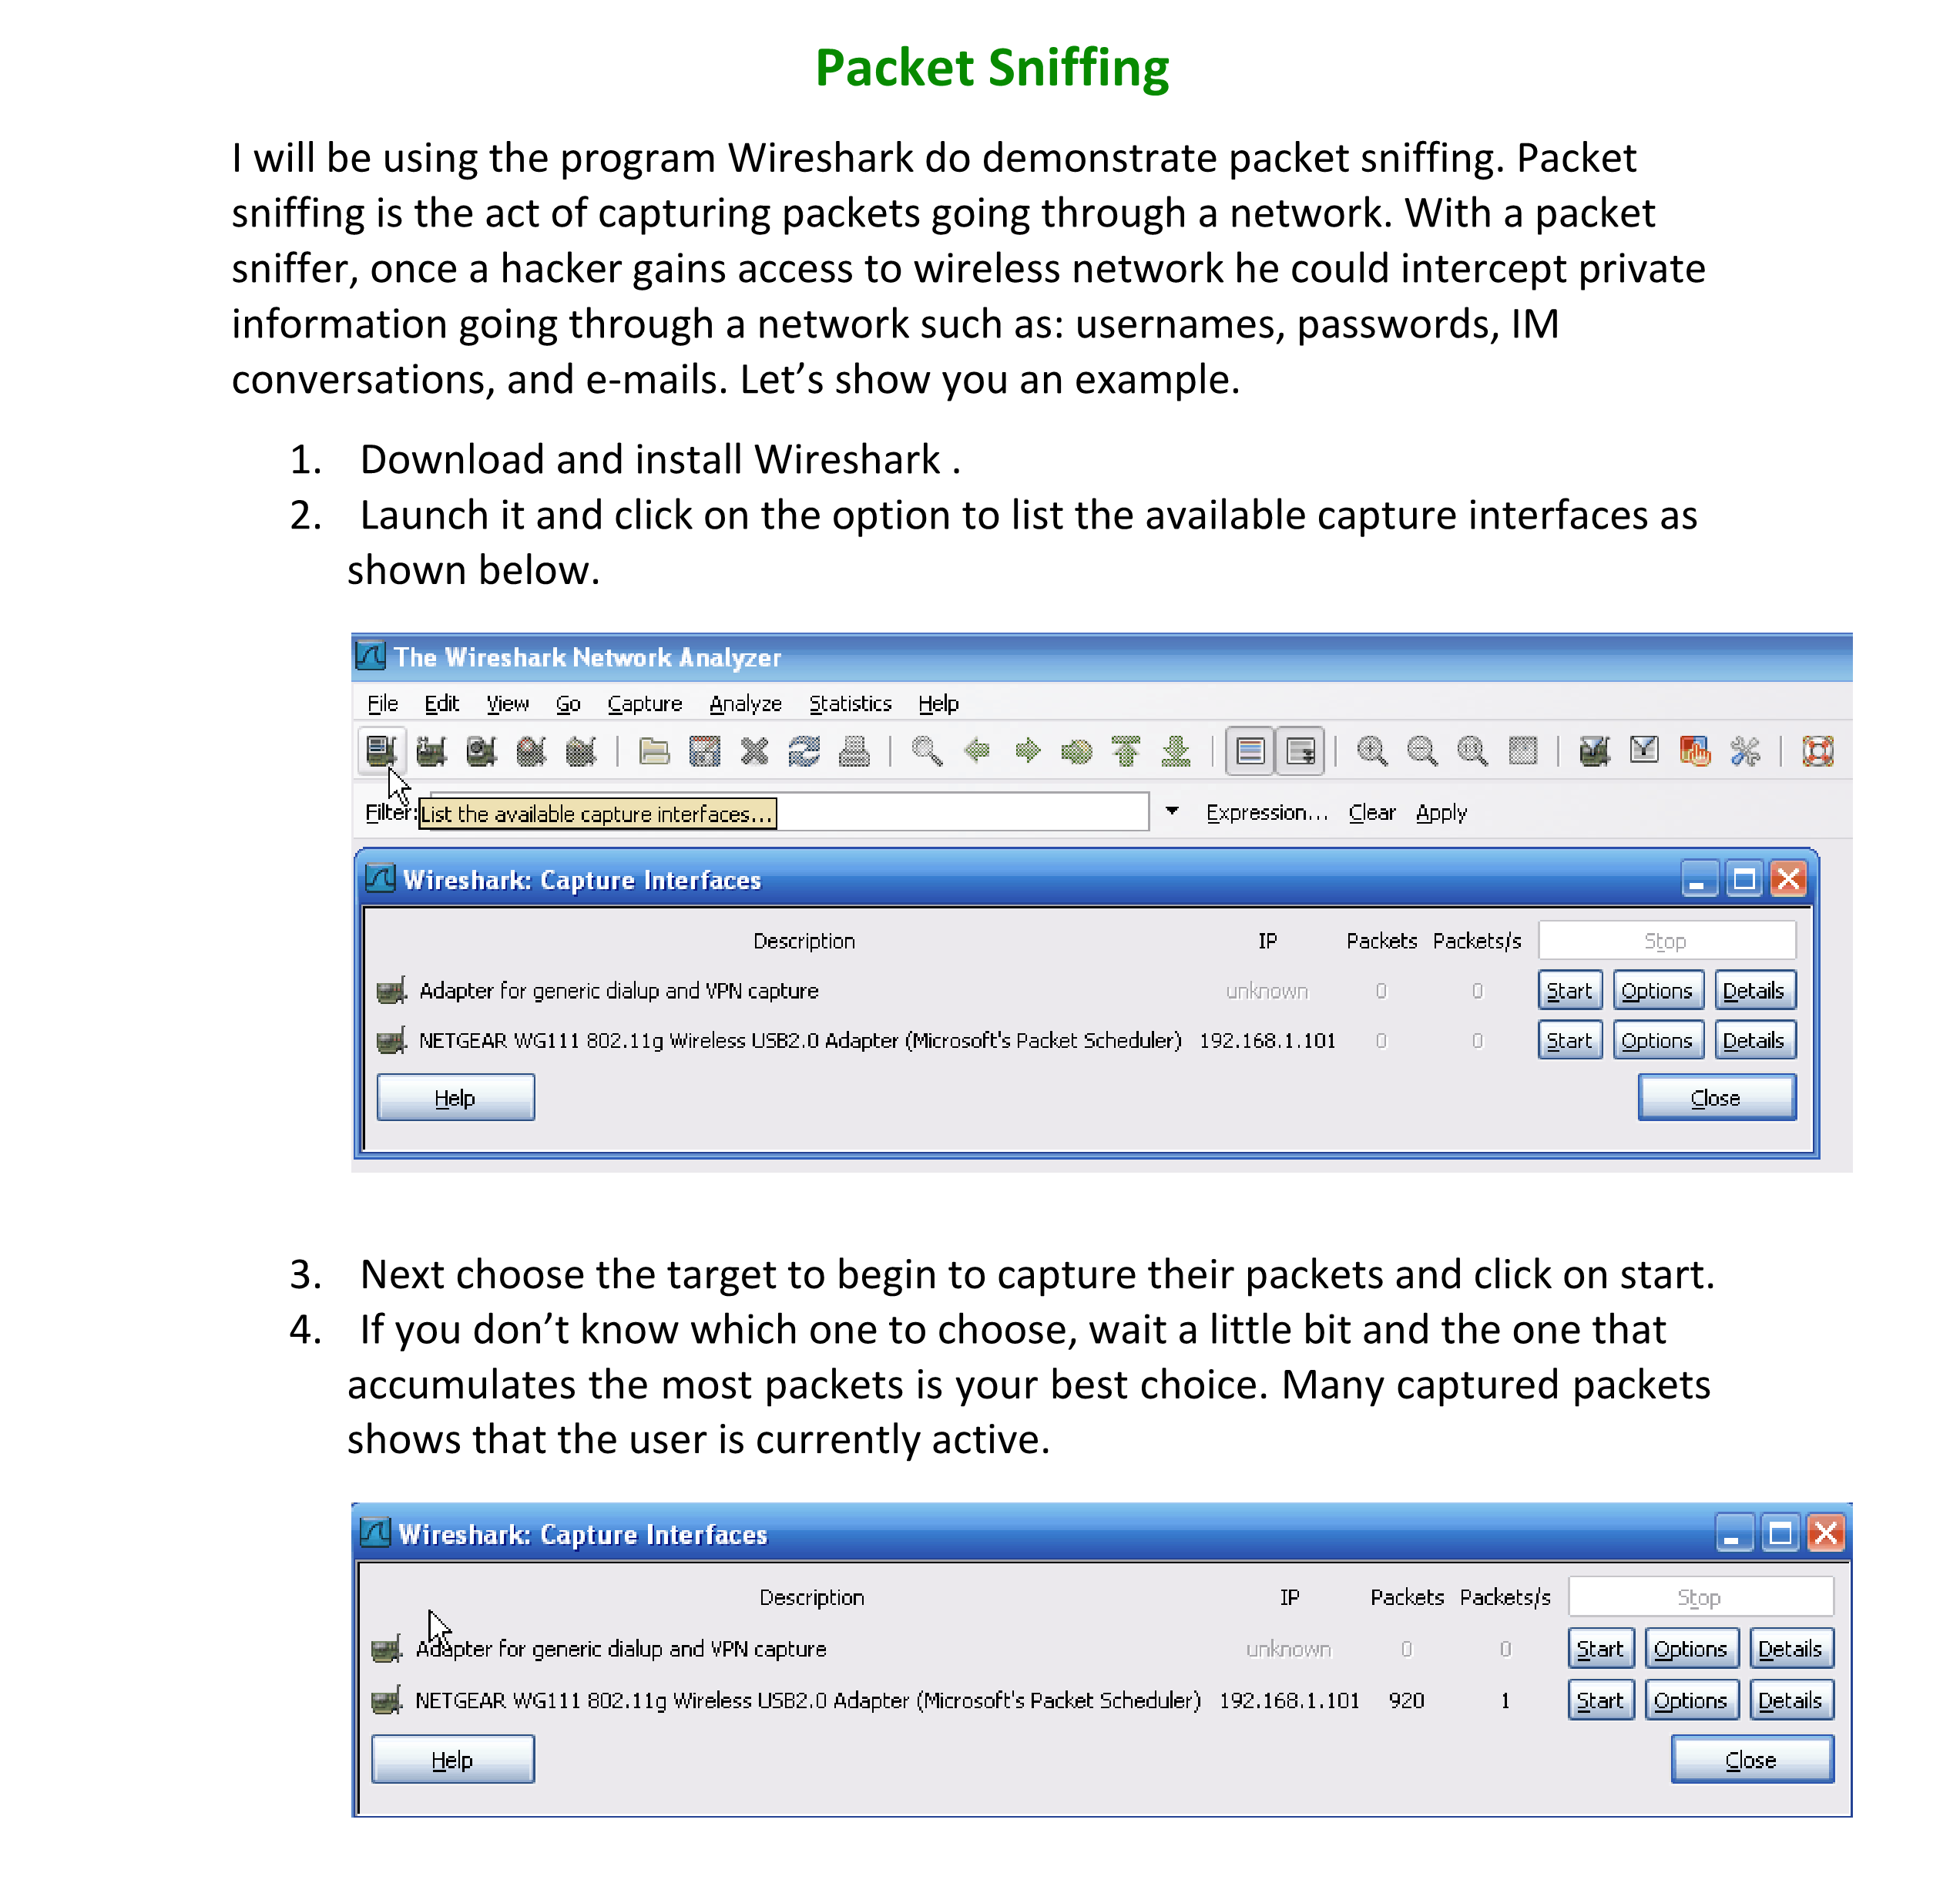 Packet Sniffing
I will be using the program Wireshark do demonstrate packet sniffing. Packet
sniffing is the act of capturing packets going through a network. With a packet
sniffer, once a hacker gains access to wireless network he could intercept private
information going through a network such as: usernames, passwords, IM
conversations, and e-mails. Let’s show you an example.
1. Download and install Wireshark .
2. Launch it and click on the option to list the available capture interfaces as
shown below.
The Wireshark Network Analyzer
File Edit View Go Capture Analyze Statistics Help
Filter: List the available capture interfaces... Expression... Clear Apply
Wireshark: Capture Interfaces
Description IP Packets Packets/s Stop
Adapter for generic dialup and VPN capture unknown 0 0 Start Options Details
NETGEAR WG111 802.11g Wireless USB2.0 Adapter (Microsoft's Packet Scheduler) 192.168.1.101 0 0 Start Options Details
Help Close
3. Next choose the target to begin to capture their packets and click on start.
4. If you don’t know which one to choose, wait a little bit and the one that
accumulates the most packets is your best choice. Many captured packets
shows that the user is currently active.
Wireshark: Capture Interfaces
Description IP Packets Packets/s Stop
Adapter for generic dialup and VPN capture unknown 0 0 Start Options Details
NETGEAR WG111 802.11g Wireless USB2.0 Adapter (Microsoft's Packet Scheduler) 192.168.1.101 920 1 Start Options Details
Help Close